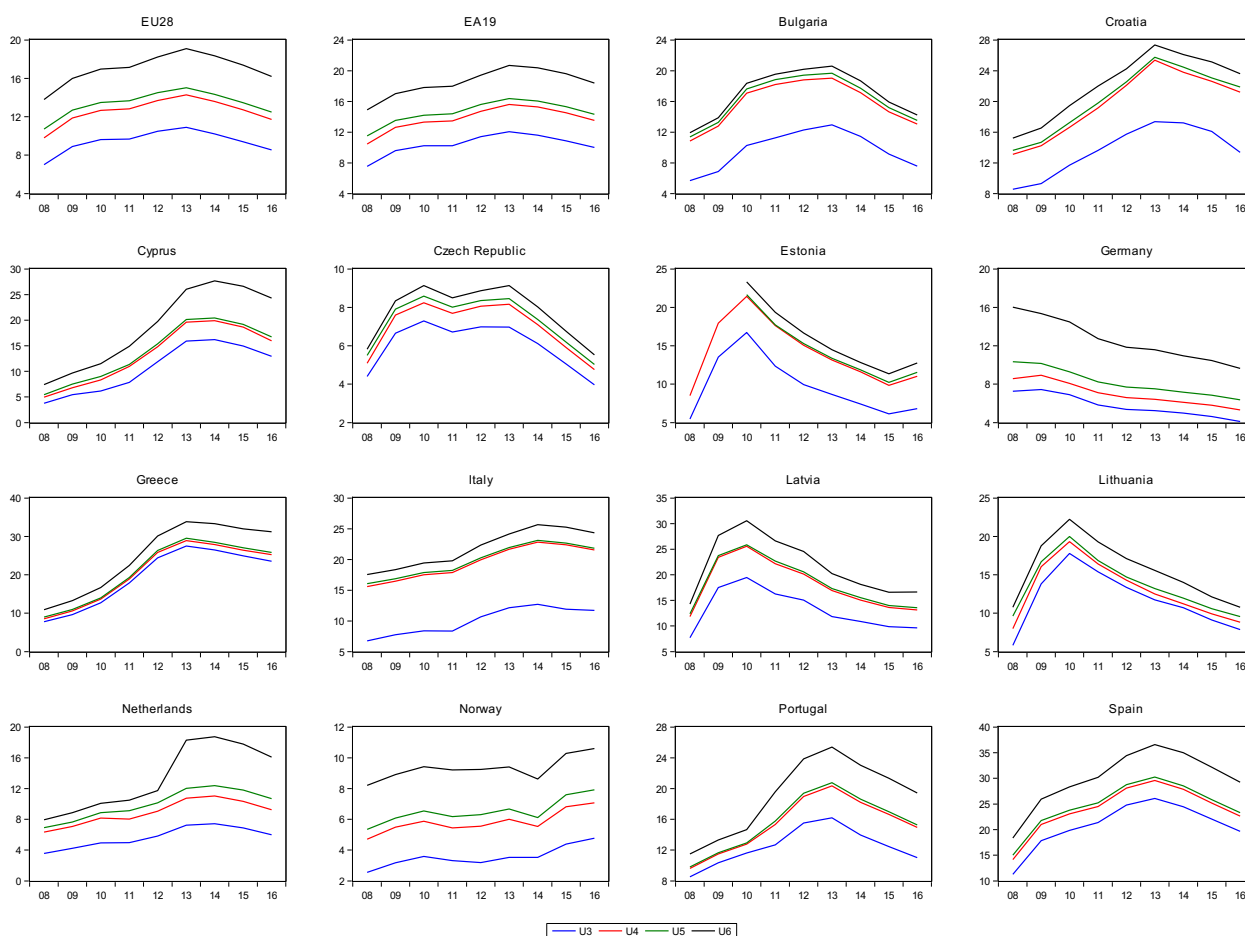 EU28 EA19 Bulgaria Croatia
20 24 24 28
20 20 24
16 16 16 20
12 12 12 16
8 8 8 12
4 4 4 8
08 09 10 11 12 13 14 15 16 08 09 10 11 12 13 14 15 16 08 09 10 11 12 13 14 15 16 08 09 10 11 12 13 14 15 16
Cyprus Czech Republic Estonia Germany
30 10 25 20
25 8 20 16
20
15 6 15 12
10 4 10 8
5
0 2 5 4
08 09 10 11 12 13 14 15 16 08 09 10 11 12 13 14 15 16 08 09 10 11 12 13 14 15 16 08 09 10 11 12 13 14 15 16
Greece Italy Latvia Lithuania
40 30 35 25
30 25 30 20
20 25
20 15 20 15
10 10 15 10
10
0 5 5 5
08 09 10 11 12 13 14 15 16 08 09 10 11 12 13 14 15 16 08 09 10 11 12 13 14 15 16 08 09 10 11 12 13 14 15 16
Netherlands Norway Portugal Spain
20 12 28 40
16 10 24 35
12 8 20 30
25
8 6 16 20
4 4 12 15
0 2 8 10
08 09 10 11 12 13 14 15 16 08 09 10 11 12 13 14 15 16 08 09 10 11 12 13 14 15 16 08 09 10 11 12 13 14 15 16
U3 U4 U5 U6